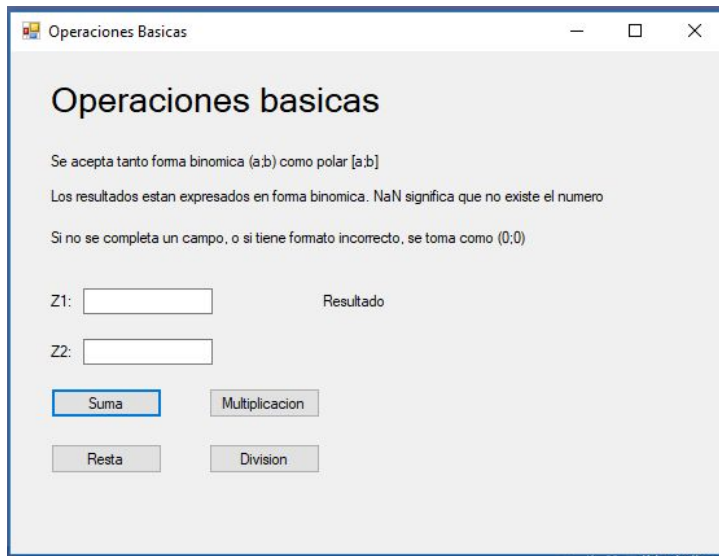 Operaciones Basicas
Operaciones basicas
Se acepta tanto forma binomica (a;b) como polar [a;b]
Los resultados estan expresados en forma binomica. NaN significa que no existe el numero
Si no se completa un campo, o si tiene formato incorrecto, se toma como (0;0)
Z1: Resultado
Z2:
Suma Multiplicacion
Resta Division